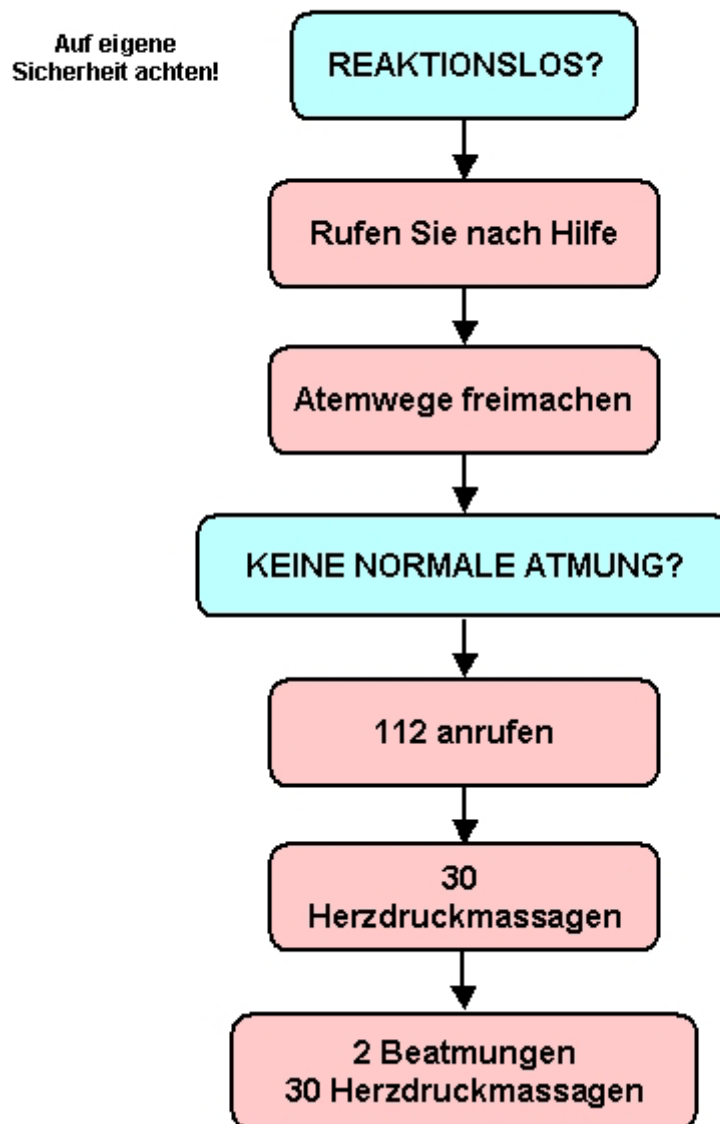 Auf eigene
Sicherheit achten!
REAKTIONSLOS?
Rufen Sie nach Hilfe
Atemwege freimachen
KEINE NORMALE ATMUNG?
112 anrufen
30
Herzdruckmassagen
2 Beatmungen
30 Herzdruckmassagen